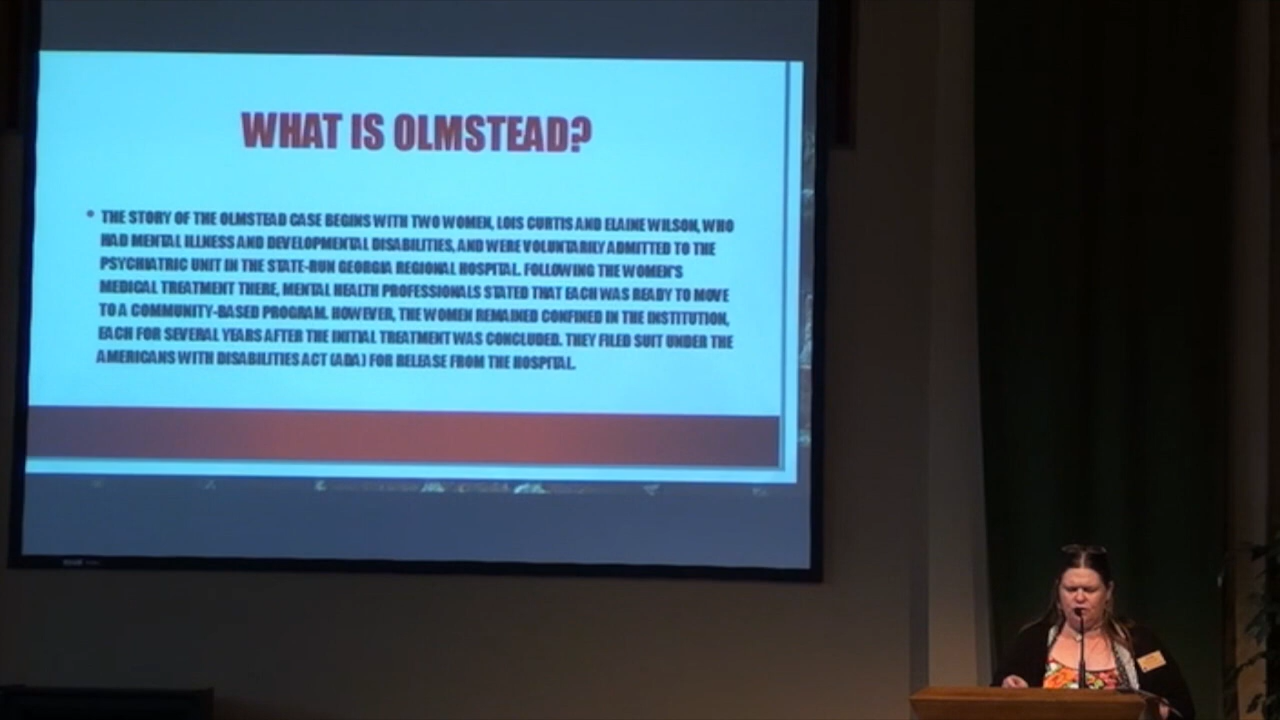 WHAT IS OLMSTEAD?
• THE STORY OF THE OLMSTEAD CASE BEGINS WITH TWO WOMEN, LOIS CURTIS AND ELAINE WILSON, WHO
HAD MENTAL ILLNESS AND DEVELOPMENTAL DISABILITIES, AND WERE VOLUNTARILY ADMITTED TO THE
PSYCHIATRIC UNIT IN THE STATE-RUN GEORGIA REGIONAL HOSPITAL. FOLLOWING THE WOMEN'S
MEDICAL TREATMENT THERE, MENTAL HEALTH PROFESSIONALS STATED THAT EACH WAS READY TO MOVE
TO A COMMUNITY-BASED PROGRAM. HOWEVER, THE WOMEN REMAINED CONFINED IN THE INSTITUTION,
EACH FOR SEVERAL YEARS AFTER THE INITIAL TREATMENT WAS CONCLUDED. THEY FILED SUIT UNDER THE
AMERICANS WITH DISABILITIES ACT (ADA) FOR RELEASE FROM THE HOSPITAL.